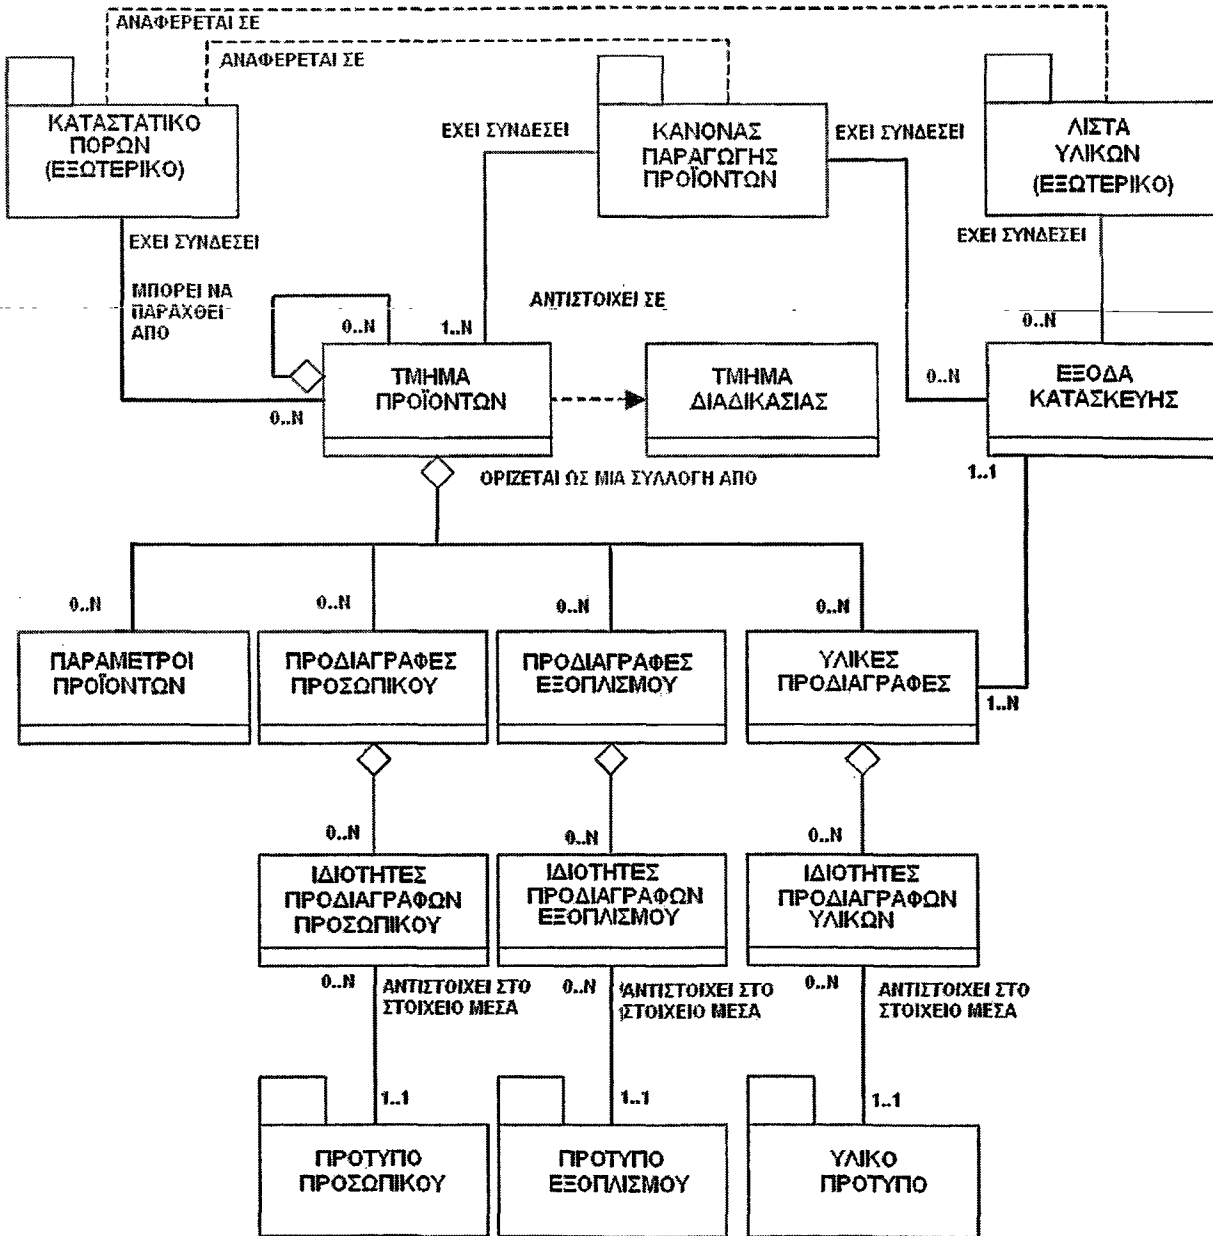 ΑΝΑΦΕΡΕΤΑΙ ΣΕ
ΑΝΑΦΕΡΕΤΑΙ ΣΕ
ΚΑΤΑΣΤΑΤΙΚΟ
ΠΟΡΩΝ
(ΕΞΩΤΕΡΙΚΟ)
ΕΧΕΙ ΣΥΝΔΕΣΕΙ
ΚΑΝΟΝΑΣ
ΠΑΡΑΓΩΓΗΣ
ΠΡΟΪΟΝΤΩΝ
ΕΧΕΙ ΣΥΝΔΕΣΕΙ
ΛΙΣΤΑ
ΥΛΙΚΩΝ
(ΕΞΩΤΕΡΙΚΟ)
ΕΧΕΙ ΣΥΝΔΕΣΕΙ
ΕΧΕΙ ΣΥΝΔΕΣΕΙ
ΜΠΟΡΕΙ ΝΑ
ΠΑΡΑΧΘΕΙ
ΑΠΟ
ΑΝΤΙΣΤΟΙΧΕΙ ΣΕ
0..N
1..N
0..N
ΤΜΗΜΑ
ΠΡΟΪΟΝΤΩΝ
ΤΜΗΜΑ
ΔΙΑΔΙΚΑΣΙΑΣ
0..N
ΕΞΟΔΑ
ΚΑΤΑΣΚΕΥΗΣ
0..N
ΟΡΙΖΕΤΑΙ ΩΣ ΜΙΑ ΣΥΛΛΟΓΗ ΑΠΟ
1..1
0..N
0..N
0..N
0..N
ΠΑΡΑΜΕΤΡΟΙ
ΠΡΟΪΟΝΤΩΝ
ΠΡΟΔΙΑΓΡΑΦΕΣ
ΠΡΟΣΩΠΙΚΟΥ
ΠΡΟΔΙΑΓΡΑΦΕΣ
ΕΞΟΠΛΙΣΜΟΥ
ΥΛΙΚΕΣ
ΠΡΟΔΙΑΓΡΑΦΕΣ
1..N
0..N
0..N
0..N
ΙΔΙΟΤΗΤΕΣ
ΠΡΟΔΙΑΓΡΑΦΩΝ
ΠΡΟΣΩΠΙΚΟΥ
ΙΔΙΟΤΗΤΕΣ
ΠΡΟΔΙΑΓΡΑΦΩΝ
ΕΞΟΠΛΙΣΜΟΥ
ΙΔΙΟΤΗΤΕΣ
ΠΡΟΔΙΑΓΡΑΦΩΝ
ΥΛΙΚΩΝ
0..N
ΑΝΤΙΣΤΟΙΧΕΙ ΣΤΟ
ΣΤΟΙΧΕΙΟ ΜΕΣΑ
0..N
ΑΝΤΙΣΤΟΙΧΕΙ ΣΤΟ
ΣΤΟΙΧΕΙΟ ΜΕΣΑ
0..N
ΑΝΤΙΣΤΟΙΧΕΙ ΣΤΟ
ΣΤΟΙΧΕΙΟ ΜΕΣΑ
1..1
1..1
1..1
ΠΡΟΤΥΠΟ
ΠΡΟΣΩΠΙΚΟΥ
ΠΡΟΤΥΠΟ
ΕΞΟΠΛΙΣΜΟΥ
ΥΛΙΚΟ
ΠΡΟΤΥΠΟ